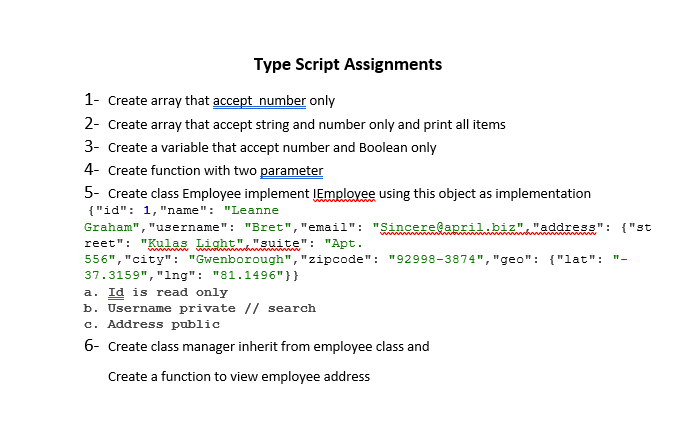 Type Script Assignments
1- Create array that accept number only
2- Create array that accept string and number only and print all items
3- Create a variable that accept number and Boolean only
4- Create function with two parameter
5- Create class Employee implement IEmployee using this object as implementation
{"id": 1,"name": "Leanne
Graham","username": "Bret","email": "Sincere@april.biz","address": {"st
reet": "Kulas Light","suite": "Apt.
556","city": "Gwenborough","zipcode": "92998-3874","geo": {"lat": "-
37.3159","lng": "81.1496"}}
a. Id is read only
b. Username private // search
c. Address public
6- Create class manager inherit from employee class and
Create a function to view employee address